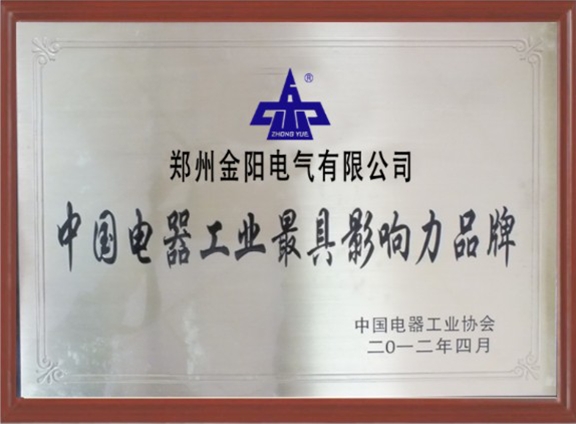 ®
ZHONG YUE
郑州金阳电气有限公司
中国电器工业最具影响力品牌
中国电器工业协会
二〇一二年四月